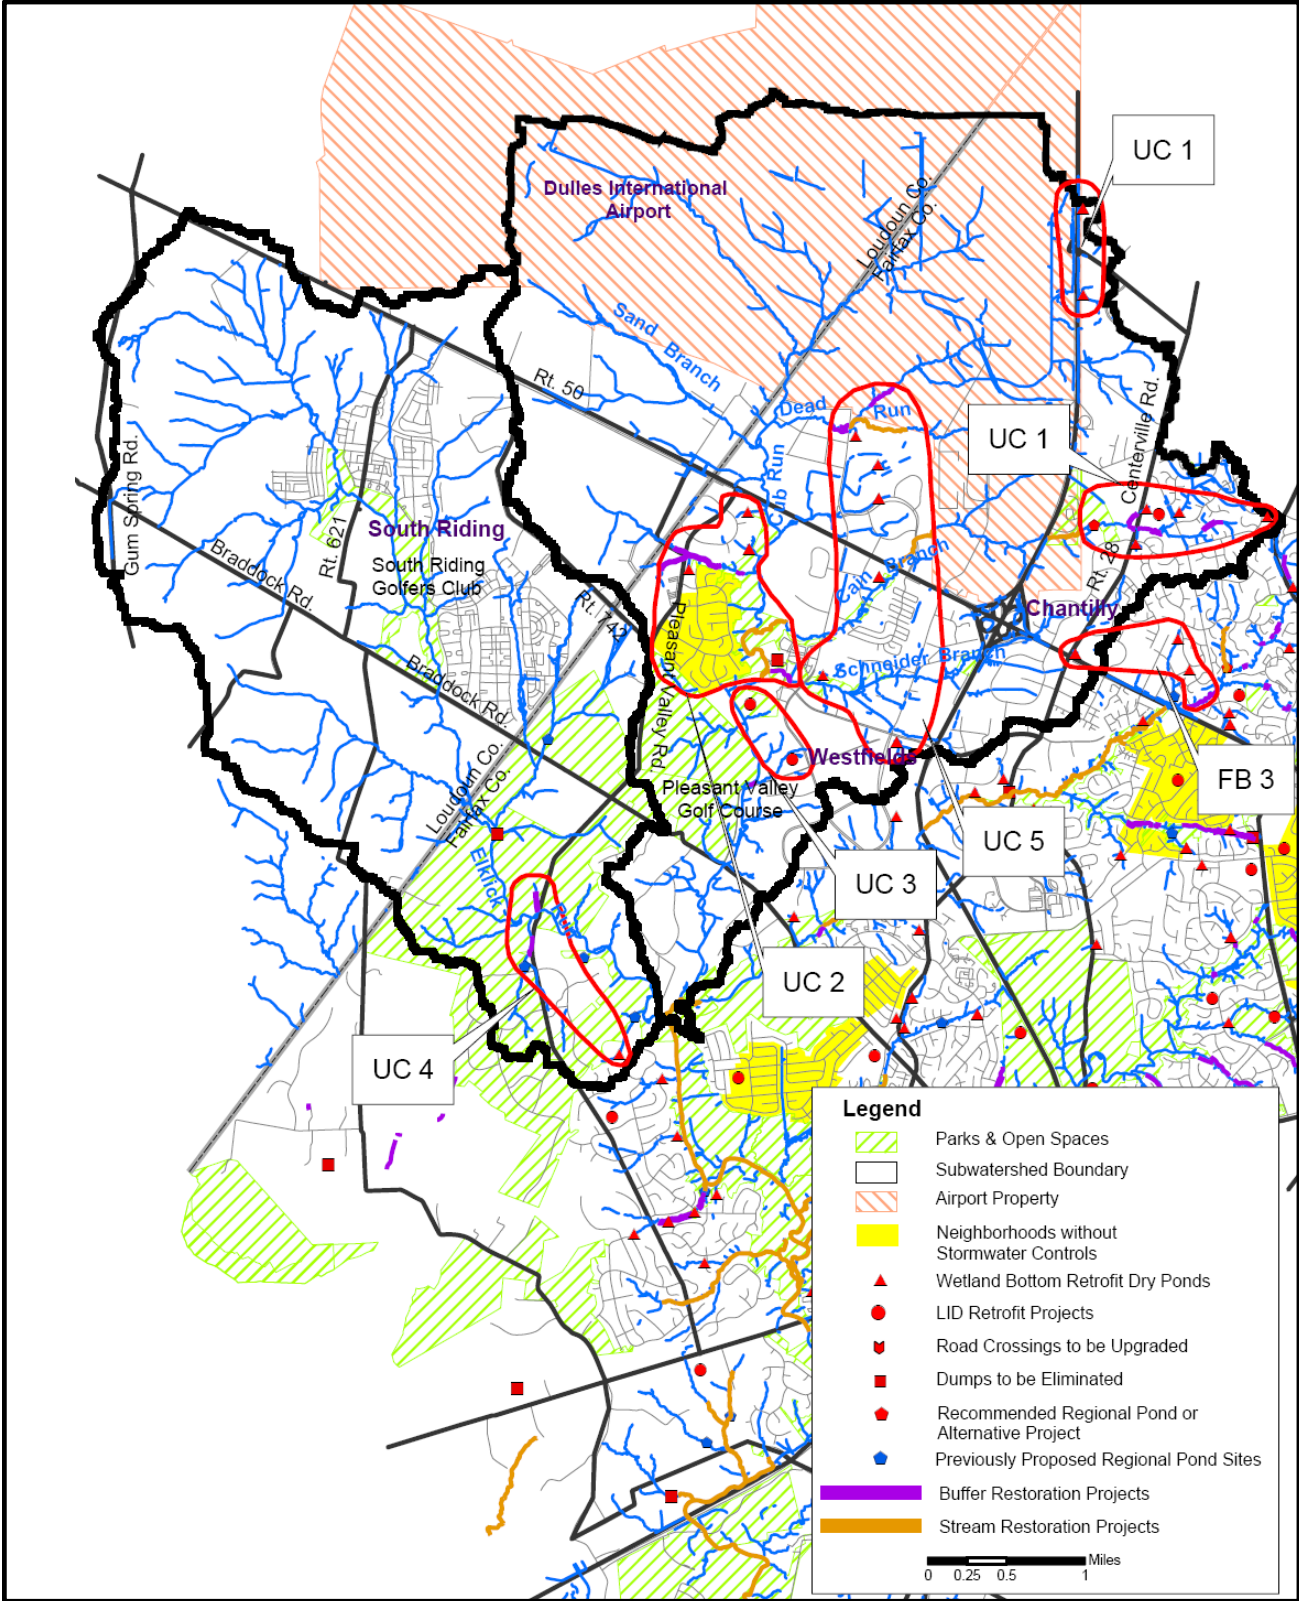 UC 1
Dulles International
Airport
Loudoun Co.
Fairfax Co.
Sand
Branch
Rt. 50
Dead
Run
UC 1
Centerville Rd.
Cub Run
Gum Spring Rd.
South Riding
Rt. 621
South Riding
Golfers Club
Braddock Rd.
Cain Branch
Rt. 28
Rt. 742
Chantilly
Pleasant Valley Rd.
Schneider Branch
Braddock Rd.
Westfields
Pleasant Valley
Golf Course
FB 3
Loudoun Co.
Fairfax Co.
UC 5
Elklick
Run
UC 3
UC 2
UC 4
Legend
Parks & Open Spaces
Subwatershed Boundary
Airport Property
Neighborhoods without
Stormwater Controls
Wetland Bottom Retrofit Dry Ponds
LID Retrofit Projects
Road Crossings to be Upgraded
Dumps to be Eliminated
Recommended Regional Pond or
Alternative Project
Previously Proposed Regional Pond Sites
Buffer Restoration Projects
Stream Restoration Projects
Miles
0 0.25 0.5 1